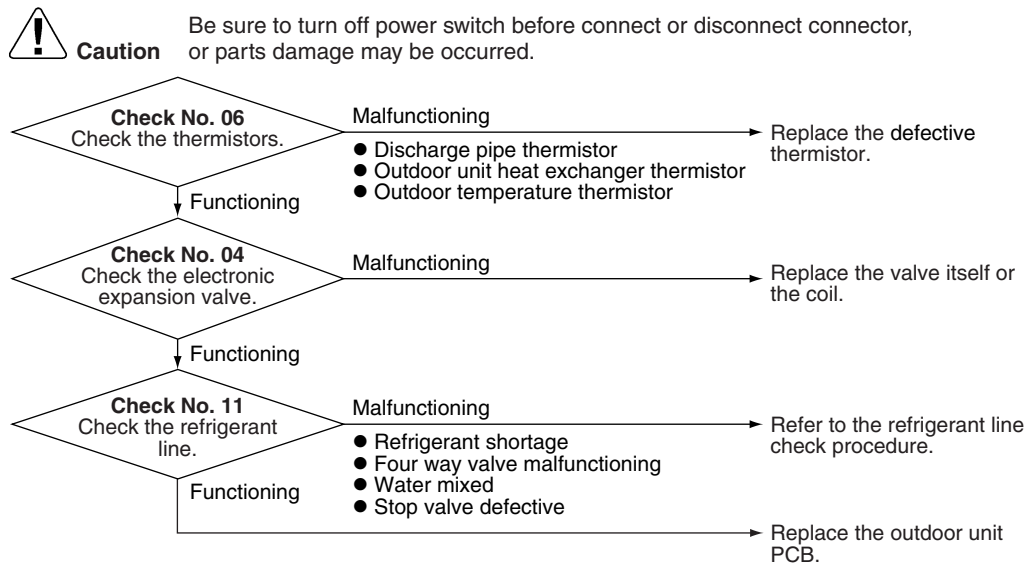 Be sure to turn off power switch before connect or disconnect connector,
Caution or parts damage may be occurred.
Check No. 06
Check the thermistors.
Malfunctioning
● Discharge pipe thermistor
● Outdoor unit heat exchanger thermistor
● Outdoor temperature thermistor
Replace the defective
thermistor.
Functioning
Check No. 04
Check the electronic
expansion valve.
Malfunctioning
Replace the valve itself or
the coil.
Functioning
Check No. 11
Check the refrigerant
line.
Malfunctioning
● Refrigerant shortage
● Four way valve malfunctioning
● Water mixed
● Stop valve defective
Refer to the refrigerant line
check procedure.
Functioning
Replace the outdoor unit
PCB.